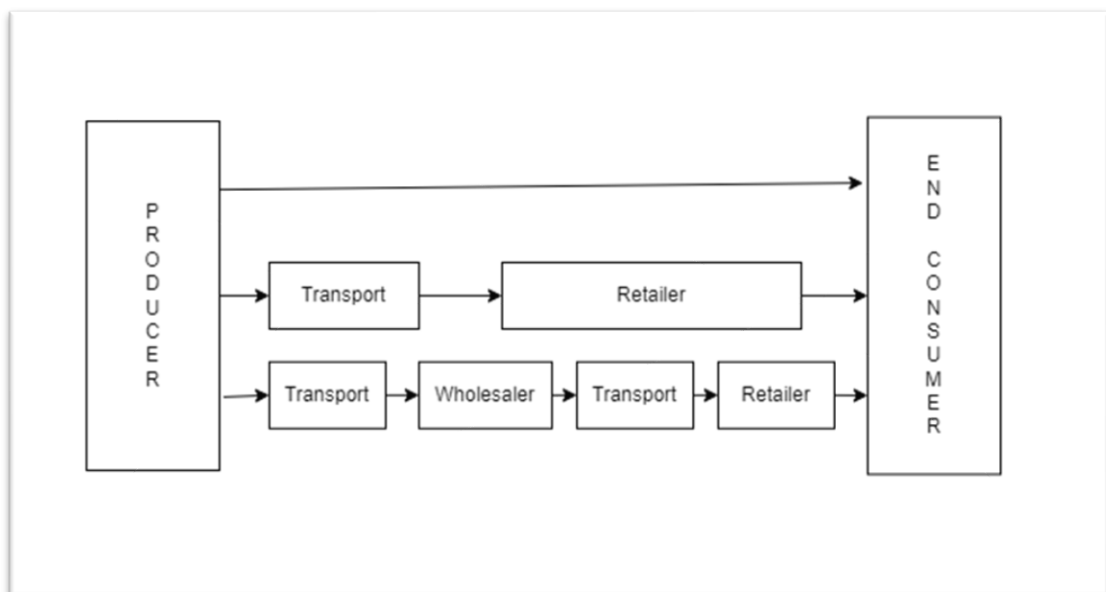 PRODUCER
END CONSUMER
Transport
Retailer
Transport
Wholesaler
Transport
Retailer